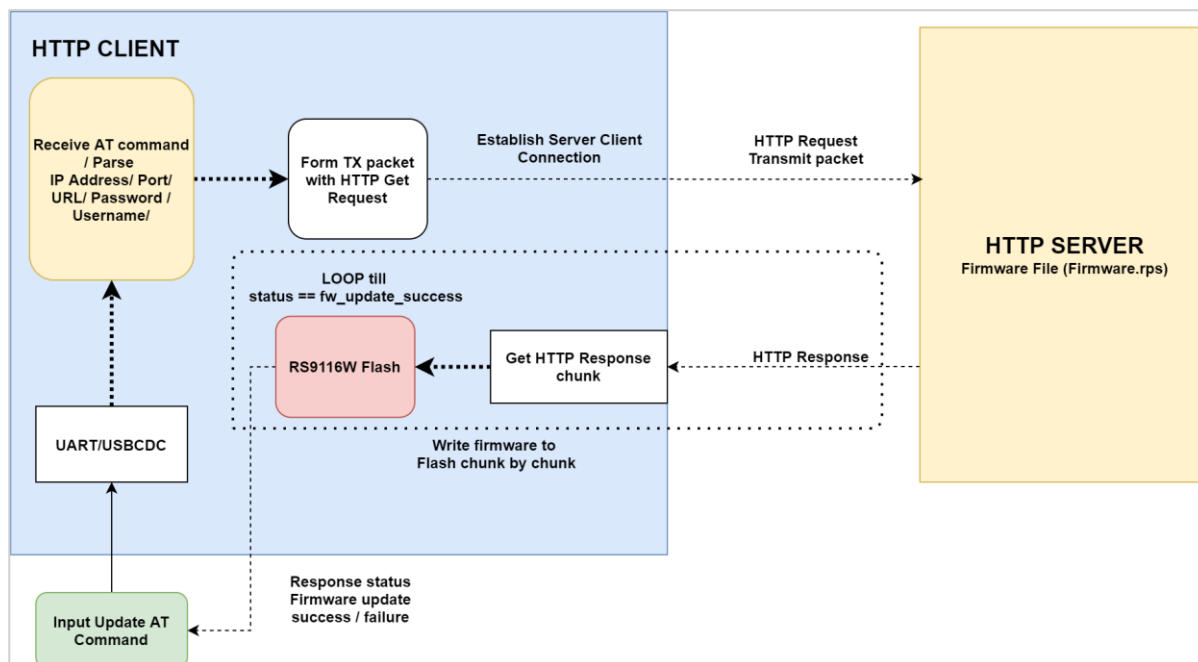 HTTP CLIENT
Receive AT command
/ Parse
IP Address/ Port/
URL/ Password /
Username/
Form TX packet
with HTTP Get
Request
Establish Server Client
Connection
HTTP Request
Transmit packet
HTTP SERVER
Firmware File (Firmware.rps)
LOOP till
status == fw_update_success
RS9116W Flash
Get HTTP Response
chunk
HTTP Response
Write firmware to
Flash chunk by chunk
UART/USBCDC
Response status
Firmware update
success / failure
Input Update AT
Command